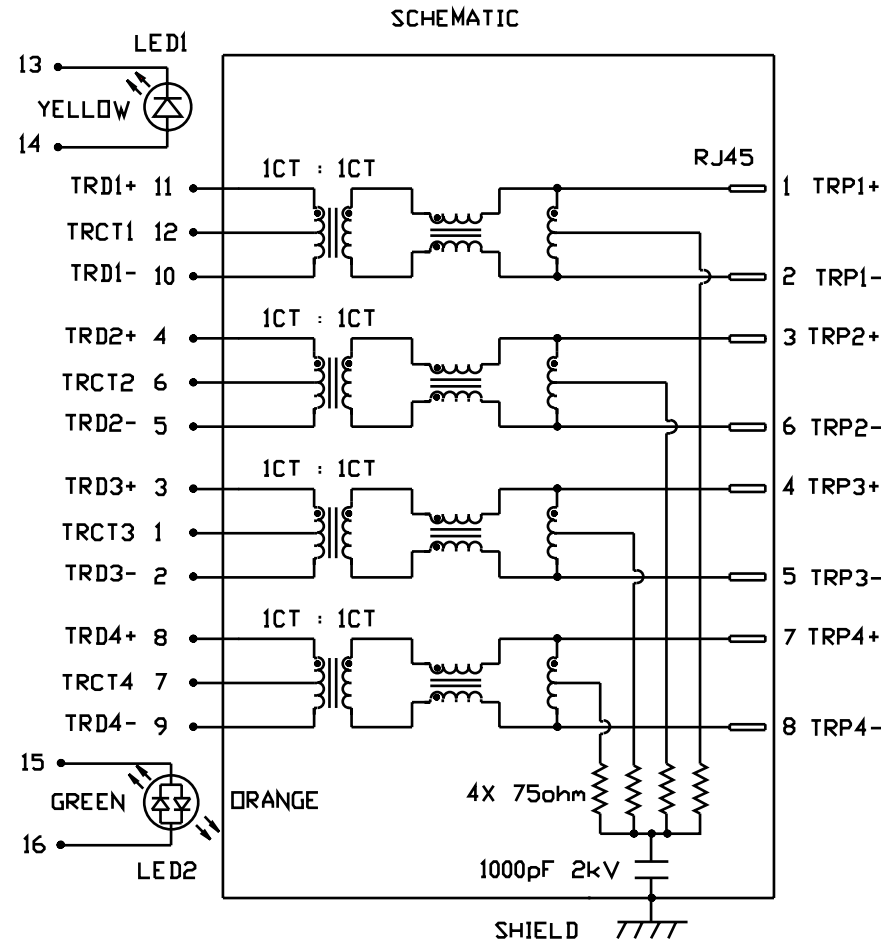 SCHEMATIC
LED1
13
YELLOW
14
1CT : 1CT
RJ45
TRD1+ 11
1 TRP1+
TRCT1 12
TRD1- 10
2 TRP1-
1CT : 1CT
TRD2+ 4
3 TRP2+
TRCT2 6
TRD2- 5
6 TRP2-
1CT : 1CT
TRD3+ 3
4 TRP3+
TRCT3 1
TRD3- 2
5 TRP3-
1CT : 1CT
TRD4+ 8
7 TRP4+
TRCT4 7
TRD4- 9
8 TRP4-
15
GREEN
ORANGE
4X 75ohm
16
LED2
1000pF 2kV
SHIELD